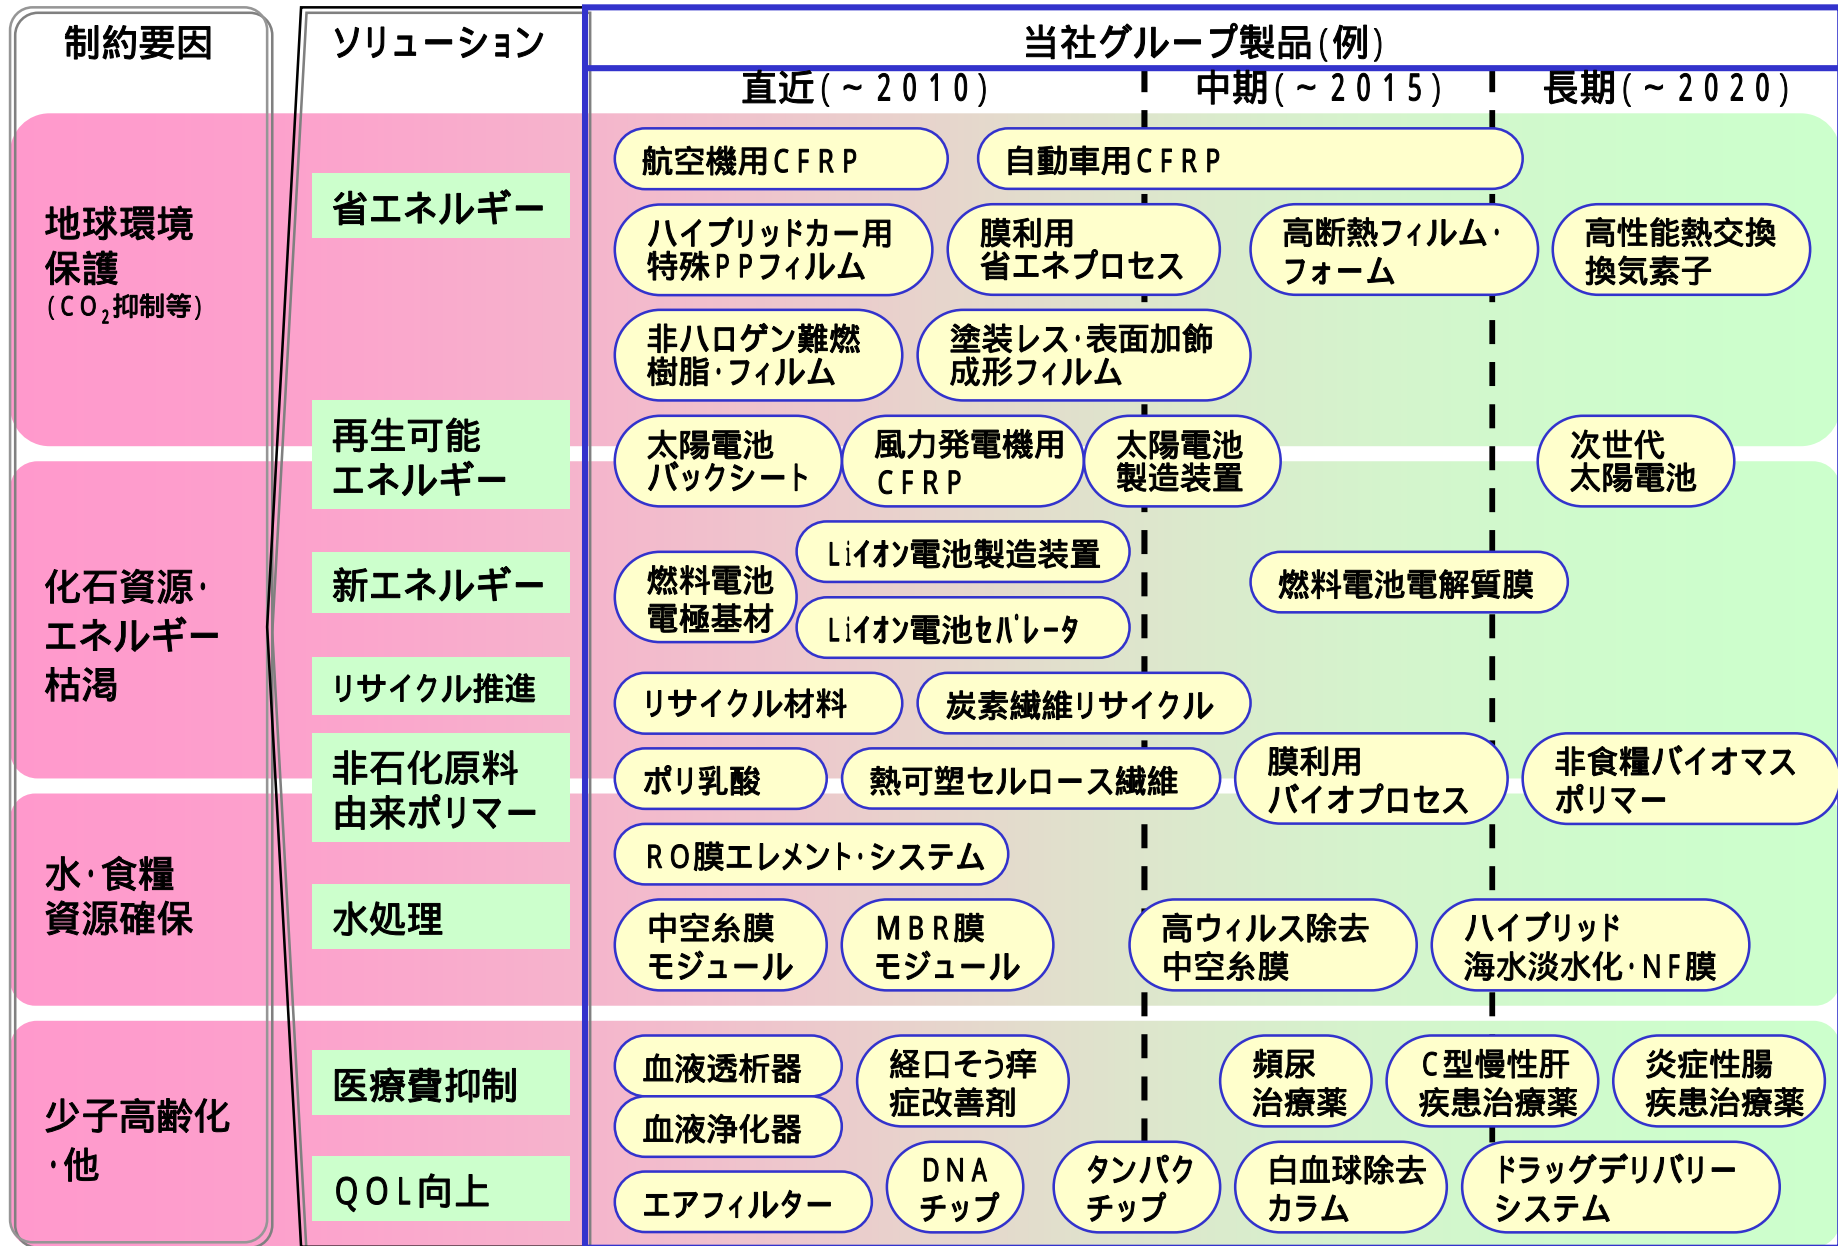 制約要因
ソリューション
当社グループ製品(例)
直近(~2010)
中期(~2015)
長期(~2020)
地球環境
保護
(CO2抑制等)
省エネルギー
航空機用CFRP
自動車用CFRP
ハイブリッドカー用
特殊PPフィルム
膜利用
省エネプロセス
高断熱フィルム・
フォーム
高性能熱交換
換気素子
非ハロゲン難燃
樹脂・フィルム
塗装レス・表面加飾
成形フィルム
再生可能
エネルギー
太陽電池
バックシート
風力発電機用
CFRP
太陽電池
製造装置
次世代
太陽電池
化石資源・
エネルギー
枯渇
新エネルギー
燃料電池
電極基材
Liイオン電池製造装置
Liイオン電池セパレータ
燃料電池電解質膜
リサイクル推進
リサイクル材料
炭素繊維リサイクル
非石化原料
由来ポリマー
ポリ乳酸
熱可塑セルロース繊維
膜利用
バイオプロセス
非食糧バイオマス
ポリマー
水・食糧
資源確保
水処理
RO膜エレメント・システム
中空糸膜
モジュール
MBR膜
モジュール
高ウィルス除去
中空糸膜
ハイブリッド
海水淡水化・NF膜
少子高齢化
・他
医療費抑制
血液透析器
血液浄化器
経口そう痒
症改善剤
頻尿
治療薬
C型慢性肝
疾患治療薬
炎症性腸
疾患治療薬
QOL向上
エアフィルター
DNA
チップ
タンパク
チップ
白血球除去
カラム
ドラッグデリバリー
システム